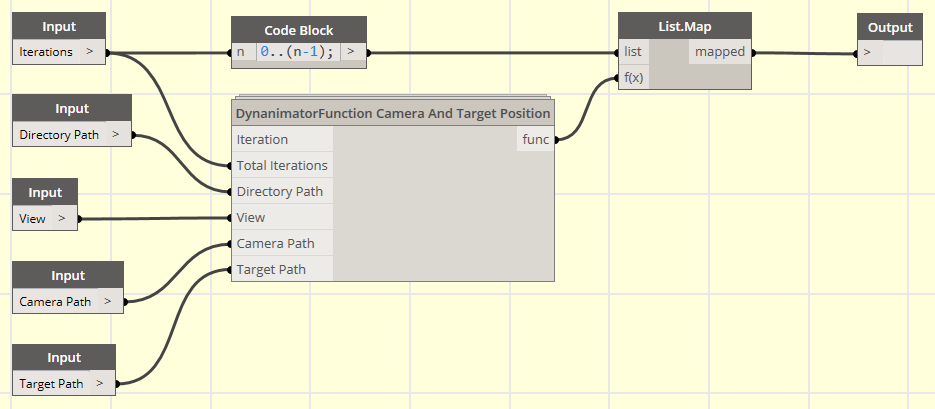 Input
Iterations >
Code Block
n 0..(n-1); >
List.Map
list mapped
f(x)
Output
>
Input
Directory Path >
DynanimatorFunction Camera And Target Position
Iteration func
Total Iterations
Directory Path
View
Camera Path
Target Path
Input
View >
Input
Camera Path >
Input
Target Path >